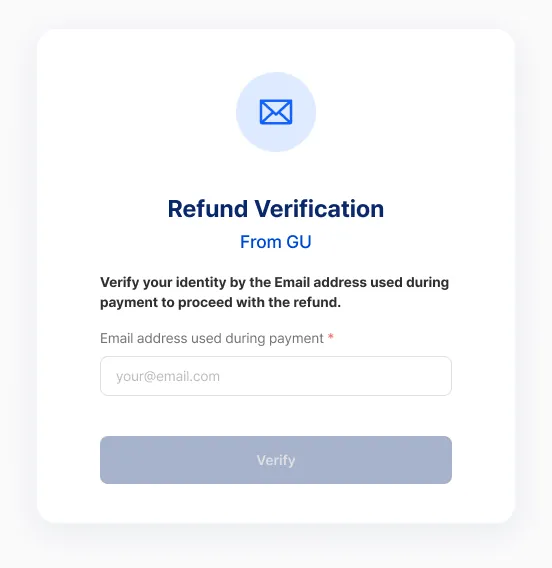 Refund Verification
From GU
Verify your identity by the Email address used during
payment to proceed with the refund.
Email address used during payment *
your@email.com
Verify